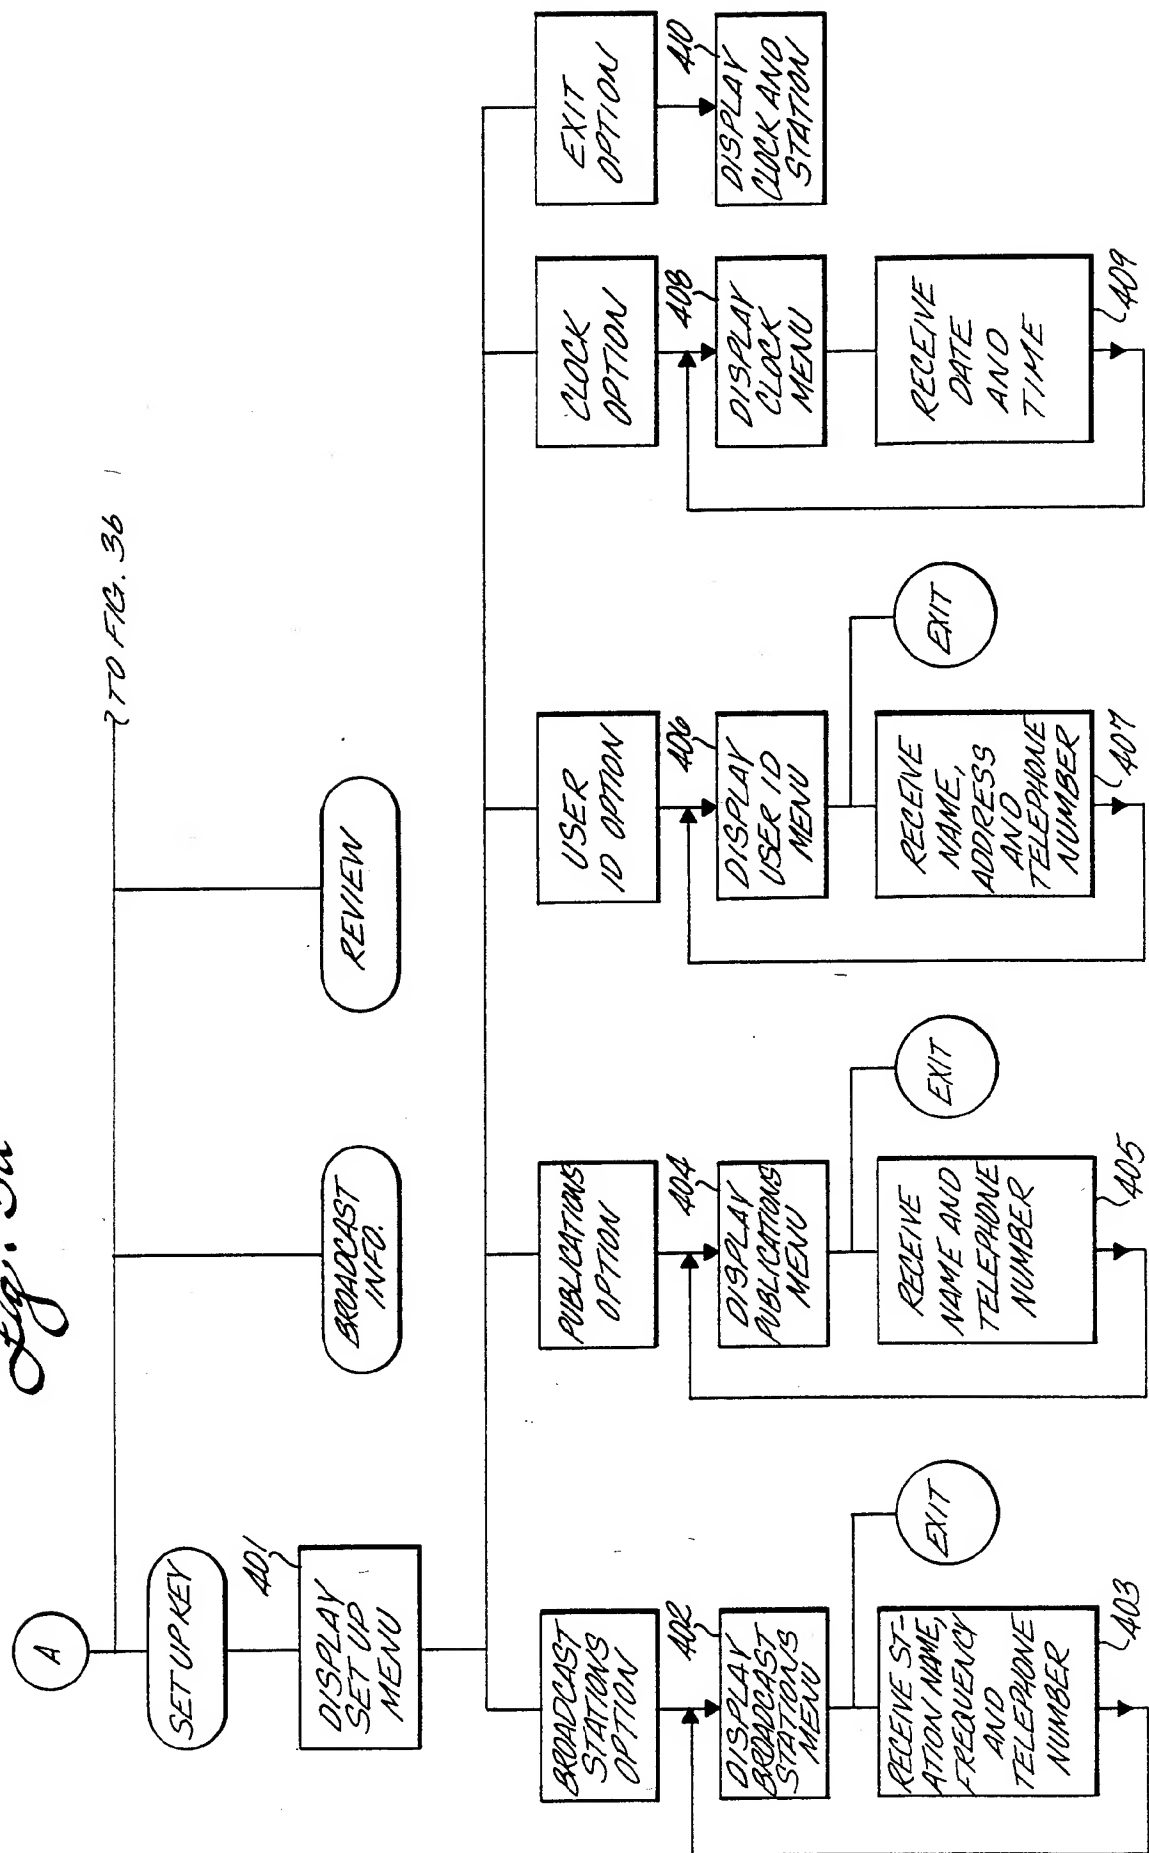 Fig. 3a
A
TO FIG. 3b
SET UP KEY
BROADCAST
INFO.
REVIEW
401
DISPLAY
SET UP
MENU
BROADCAST
STATIONS
OPTION
PUBLICATIONS
OPTION
USER
ID OPTION
CLOCK
OPTION
EXIT
OPTION
402
DISPLAY
BROADCAST
STATIONS
MENU
404
DISPLAY
PUBLICATIONS
MENU
406
DISPLAY
USER ID
MENU
408
DISPLAY
CLOCK
MENU
410
DISPLAY
CLOCK AND
STATION
EXIT
EXIT
EXIT
RECEIVE ST-
ATION NAME,
FREQUENCY
AND
TELEPHONE
NUMBER
403
RECEIVE
NAME AND
TELEPHONE
NUMBER
405
RECEIVE
NAME,
ADDRESS
AND
TELEPHONE
NUMBER
407
RECEIVE
DATE
AND
TIME
409